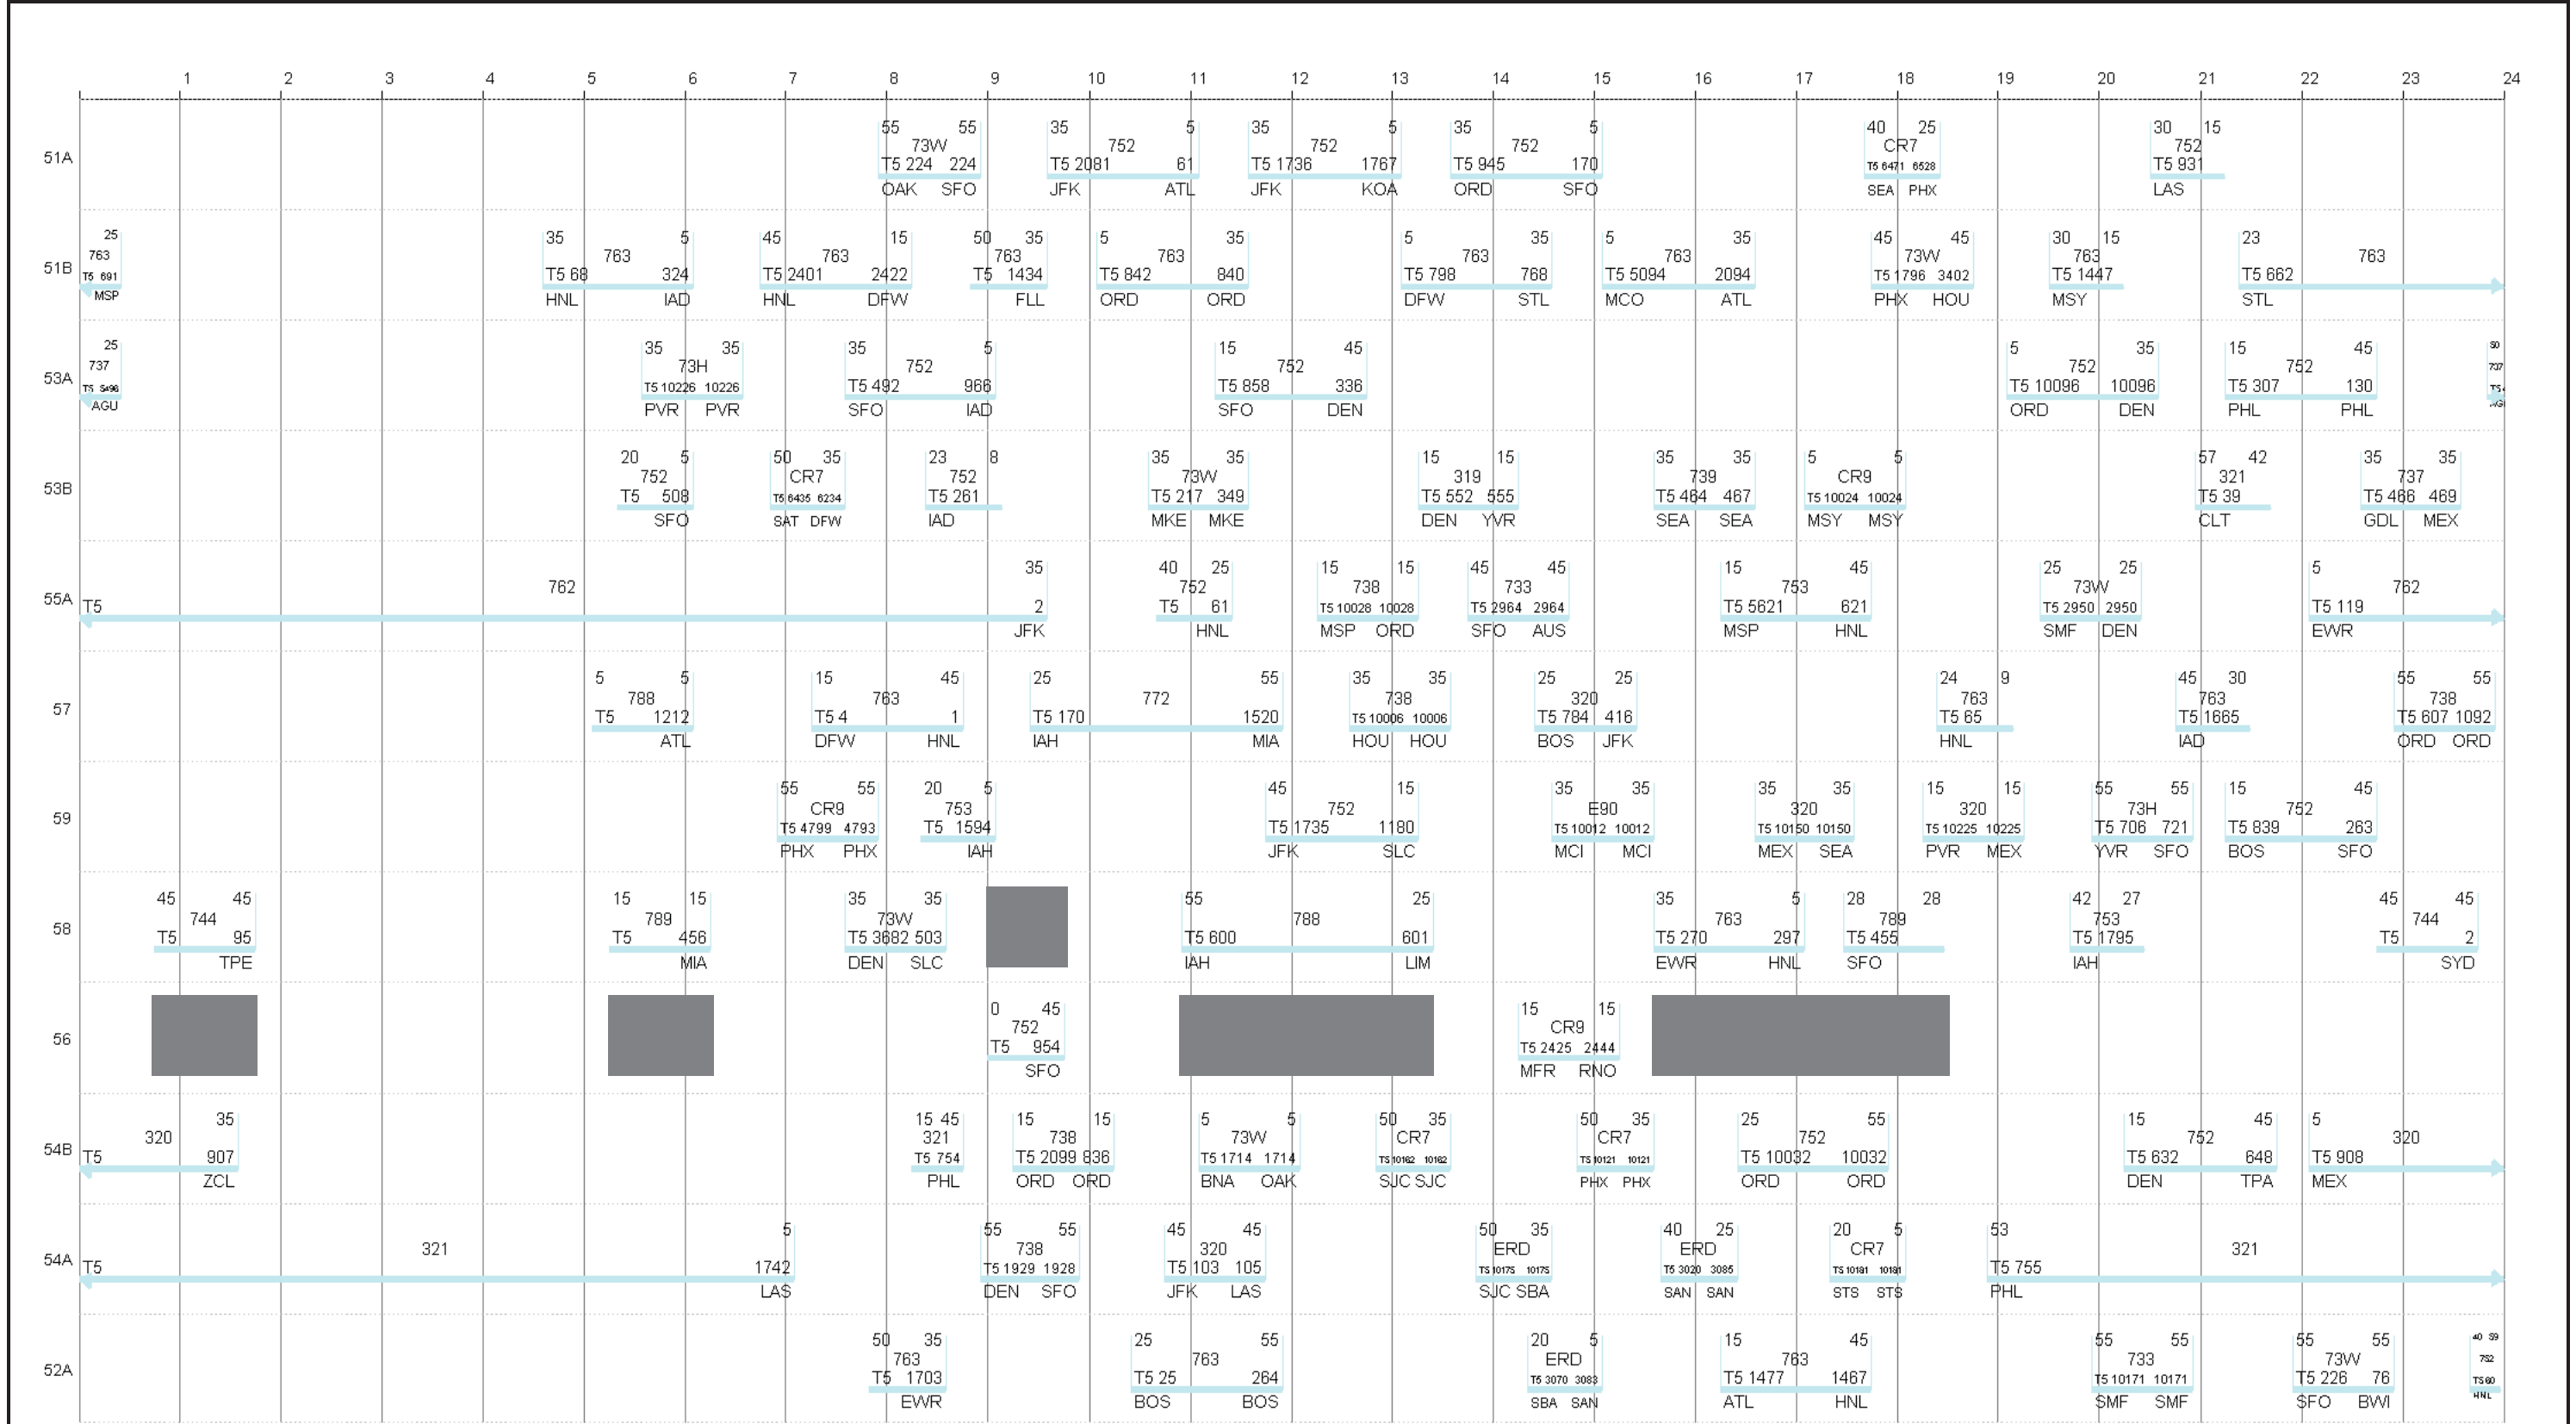 1 2 3 4 5 6 7 8 9 10 11 12 13 14 15 16 17 18 19 20 21 22 23 24
55 55 35 5 35 5 35 5 40 25 30 15
73W 752 752 752 CR7 752
51A
T5 224 224 T5 2081 61 T5 1736 1767 T5 945 170 T5 6471 6528 T5 931
OAK SFO JFK ATL JFK KOA ORD SFO SEA PHX LAS
25 35 5 45 15 50 35 5 35 5 35 5 35 45 45 30 15 23
763 763 763 763 763 763 763 73W 763 763
51B
T5 691 T5 68 324 T5 2401 2422 T5 1434 T5 842 840 T5 798 768 T5 5094 2094 T5 1796 3402 T5 1447 T5 662
MSP HNL IAD HNL DFW FLL ORD ORD DFW STL MCO ATL PHX HOU MSY STL
25 35 35 35 5 15 45 5 35 15 45 50
737 73H 752 752 752 752 737
53A
T5 5496 T5 10226 10226 T5 492 966 T5 858 336 T5 10096 10096 T5 307 130
AGU PVR PVR SFO IAD SFO DEN ORD DEN PHL PHL
20 5 50 35 23 8 35 35 15 15 35 35 5 5 57 42 35 35
752 CR7 752 73W 319 739 CR9 321 737
53B
T5 508 T5 6435 6234 T5 261 T5 217 349 T5 552 555 T5 464 467 T5 10024 10024 T5 39 T5 466 469
SFO SAT DFW IAD MKE MKE DEN YVR SEA SEA MSY MSY CLT GDL MEX
35 40 25 15 15 45 45 15 45 25 25 5
762 752 738 733 753 73W 762
55A
T5 2 T5 61 T5 10028 10028 T5 2964 2964 T5 5621 621 T5 2950 2950 T5 119
JFK HNL MSP ORD SFO AUS MSP HNL SMF DEN EWR
5 5 15 45 25 55 35 35 25 25 24 9 45 30 55 55
788 763 772 738 320 763 763 738
57
T5 1212 T5 4 1 T5 170 1520 T5 10006 10006 T5 784 416 T5 65 T5 1665 T5 607 1092
ATL DFW HNL IAH MIA HOU HOU BOS JFK HNL IAD ORD ORD
55 55 20 5 45 15 35 35 35 35 15 15 55 55 15 45
CR9 753 752 E90 320 320 73H 752
59
T5 4799 4793 T5 1594 T5 1735 1180 T5 10012 10012 T5 10150 10150 T5 10225 10225 T5 706 721 T5 839 263
PHX PHX IAH JFK SLC MCI MCI MEX SEA PVR MEX YVR SFO BOS SFO
45 45 15 15 35 35 55 25 35 5 28 28 42 27 45 45
744 789 73W 788 763 789 753 744
58
T5 95 T5 456 T5 3682 503 T5 600 601 T5 270 297 T5 455 T5 1795 T5 2
TPE MIA DEN SLC IAH LIM EWR HNL SFO IAH SYD
0 45 15 15
752 CR9
56
T5 954 T5 2425 2444
SFO MFR RNO
35 15 45 15 15 5 5 50 35 50 35 25 55 15 45 5
320 321 738 73W CR7 CR7 752 752 320
54B
T5 907 T5 754 T5 2099 836 T5 1714 1714 T5 10162 10162 T5 10121 10121 T5 10032 10032 T5 632 648 T5 908
ZCL PHL ORD ORD BNA OAK SJC SJC PHX PHX ORD ORD DEN TPA MEX
5 55 55 45 45 50 35 40 25 20 5 53
321 738 320 ERD ERD CR7 321
54A
T5 1742 T5 1929 1928 T5 103 105 T5 10175 10175 T5 3020 3085 T5 10181 10181 T5 755
LAS DEN SFO JFK LAS SJC SBA SAN SAN STS STS PHL
50 35 25 55 20 5 15 45 55 55 55 55 40 59
763 763 ERD 763 733 73W 752
52A
T5 1703 T5 25 264 T5 3070 3083 T5 1477 1467 T5 10171 10171 T5 226 76 T5 60
EWR BOS BOS SBA SAN ATL HNL SMF SMF SFO BWI HNL